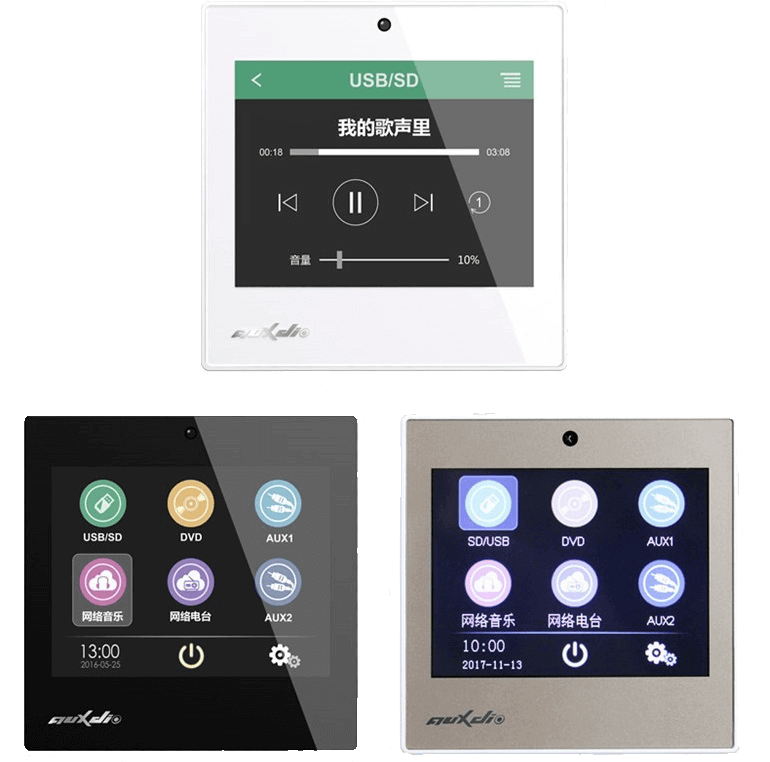 USB/SD
我的歌声里
00:18 03:08
1
音量 10%
auxdio
USB/SD DVD AUX1
网络音乐 网络电台 AUX2
13:00
2016-05-25
auxdio
SD/USB DVD AUX1
网络音乐 网络电台 AUX2
10:00
2017-11-13
auxdio